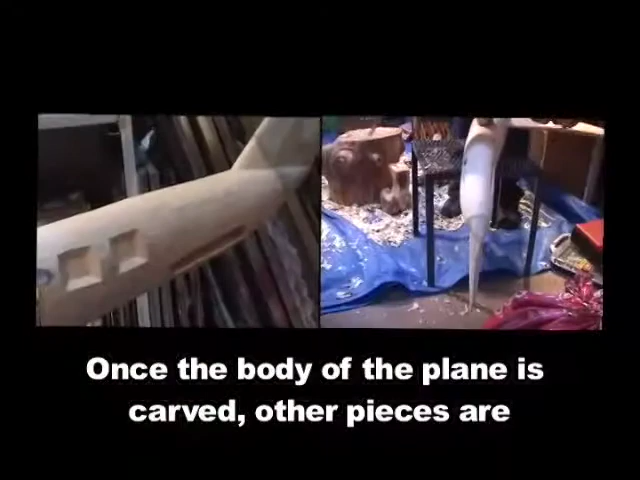 Once the body of the plane is
carved, other pieces are